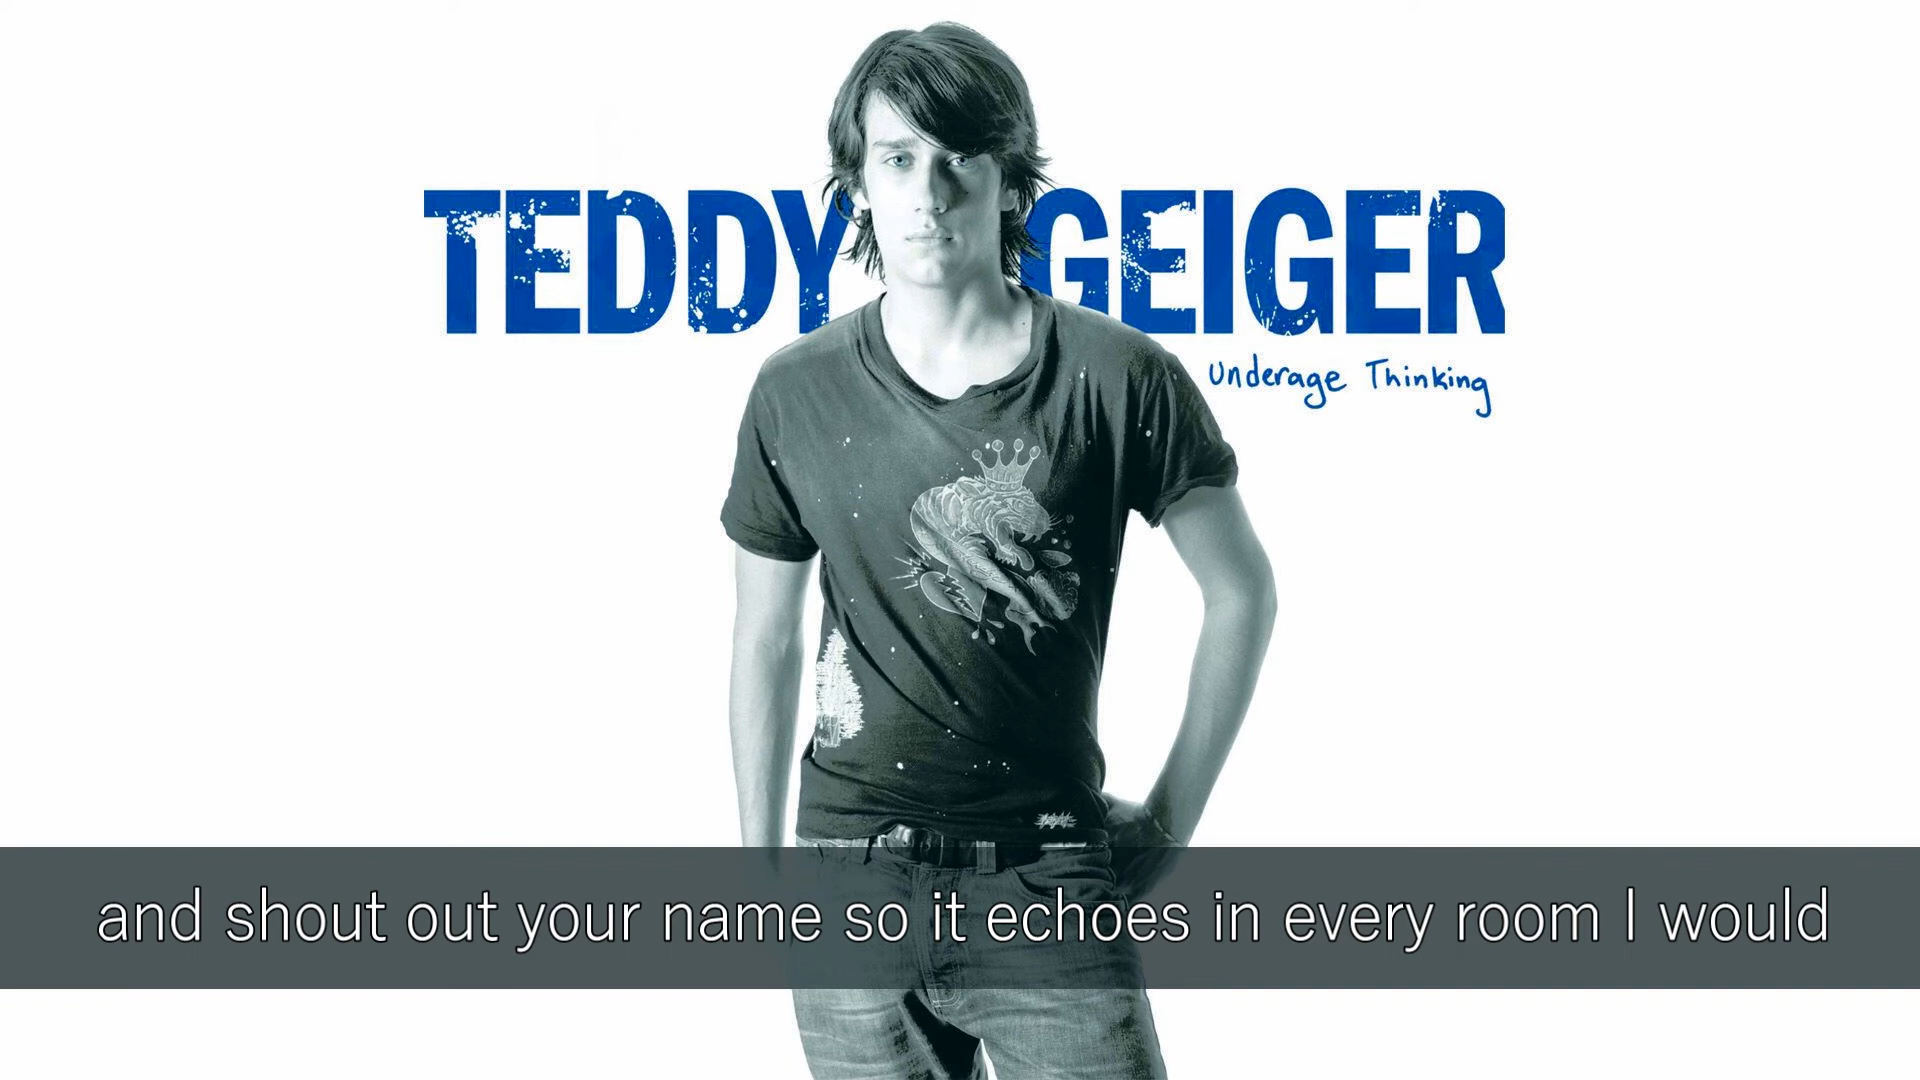 TEDDY GEIGER
Underage Thinking
and shout out your name so it echoes in every room I would